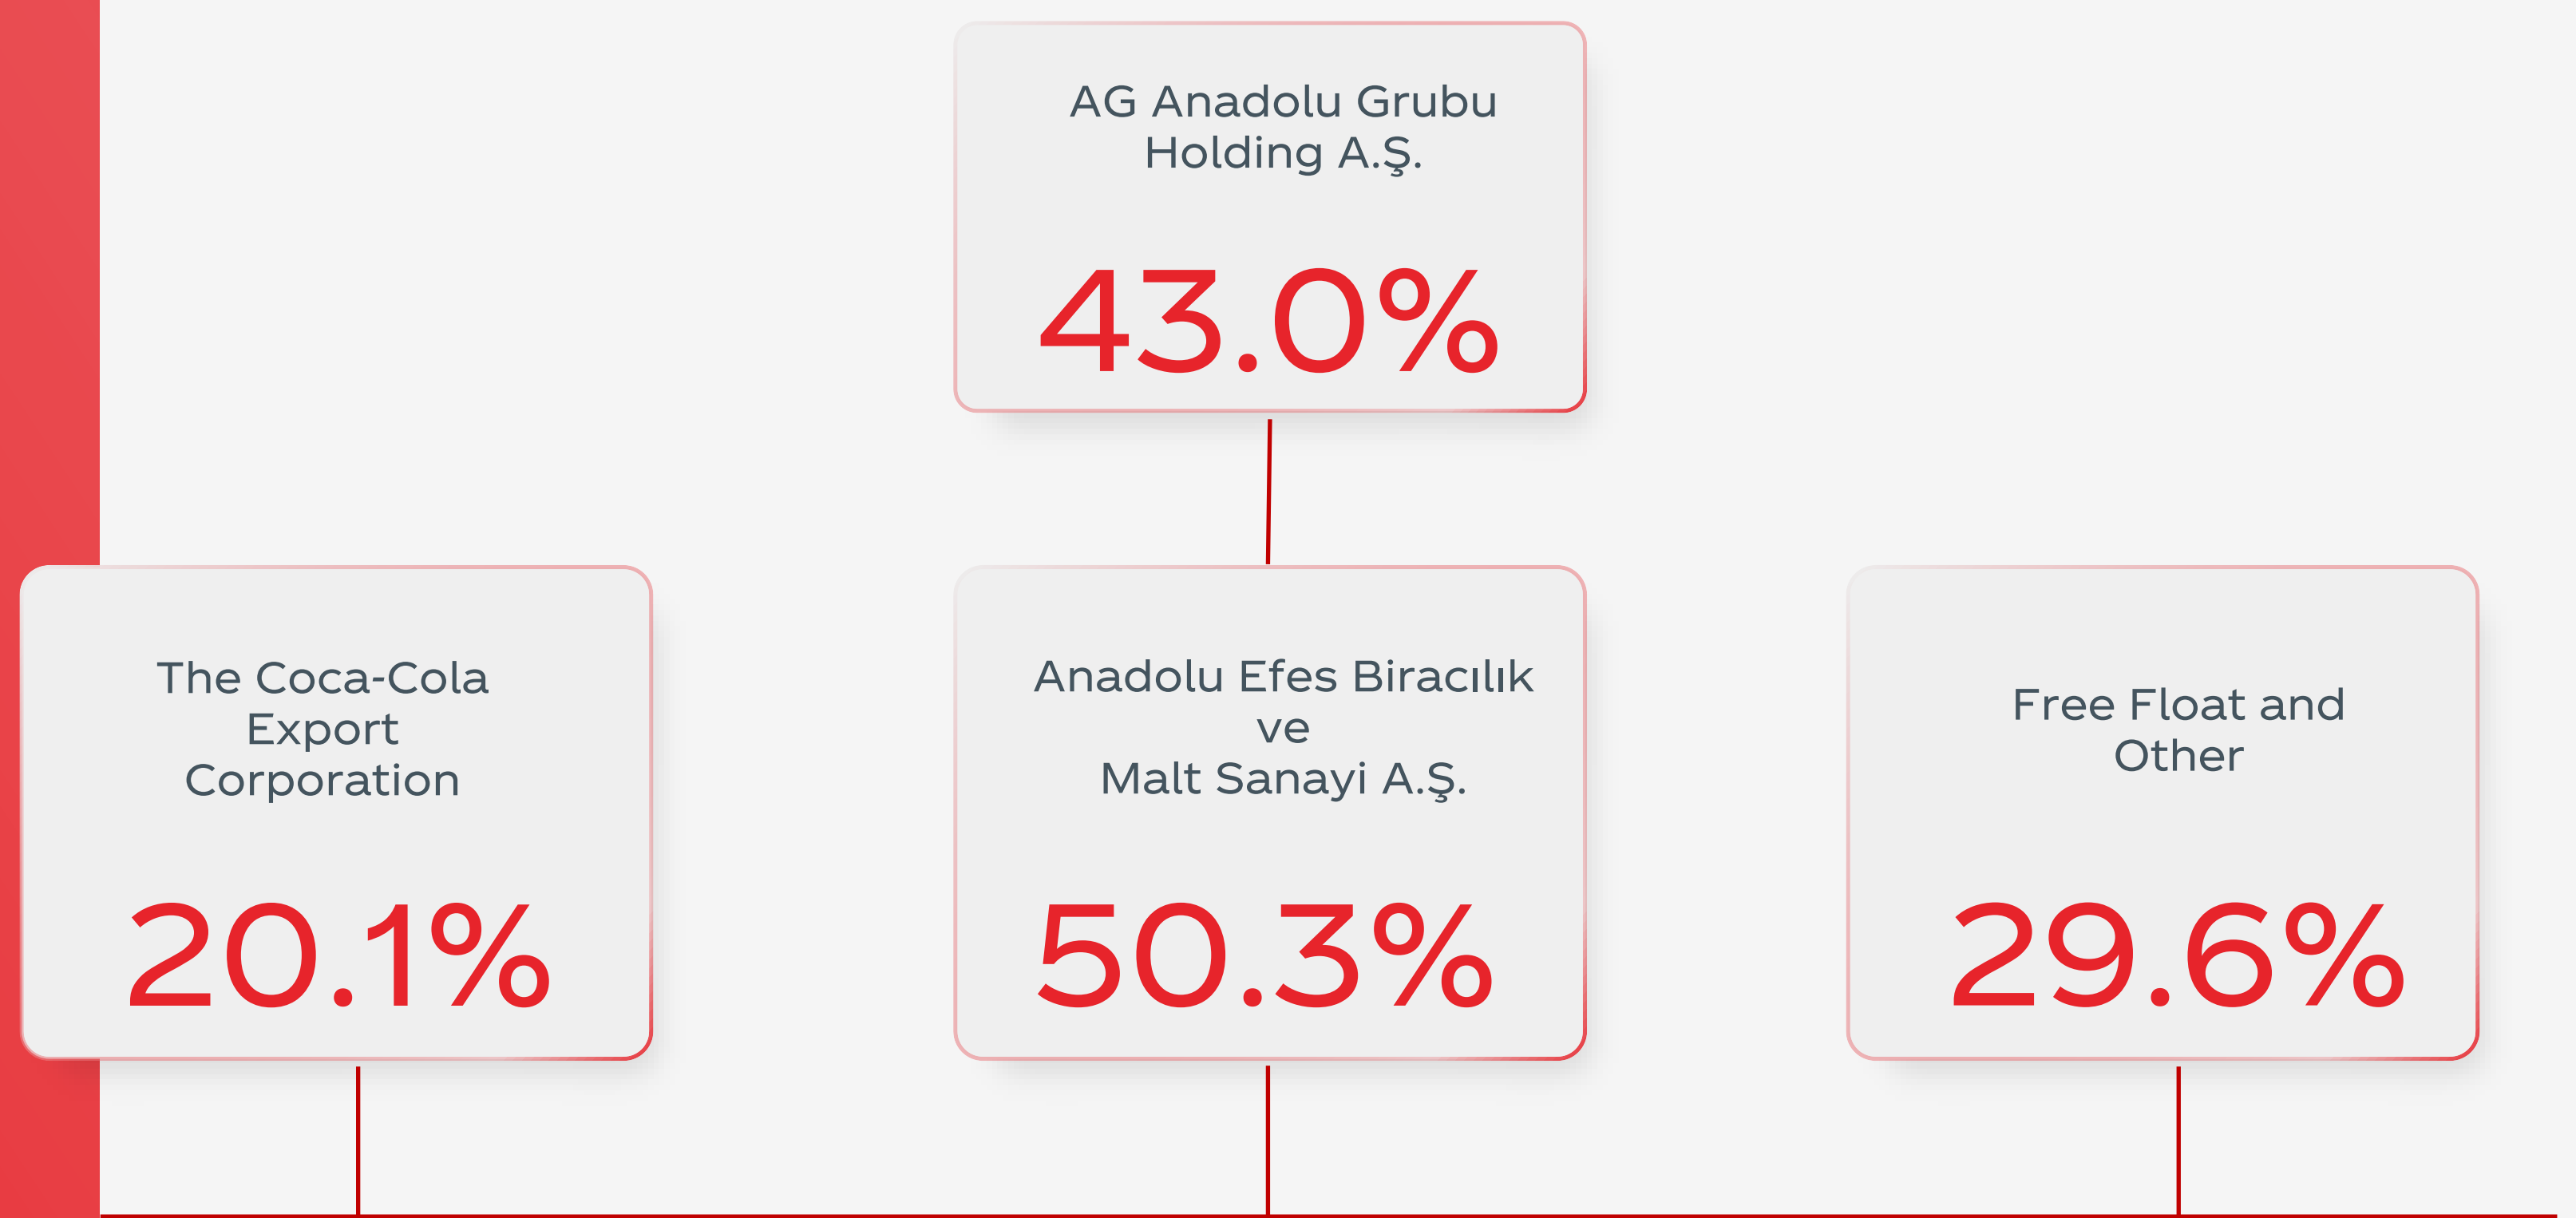 AG Anadolu Grubu
Holding A.Ş.
43.0%
The Coca-Cola
Export
Corporation
20.1%
Anadolu Efes Biracılık
ve
Malt Sanayi A.Ş.
50.3%
Free Float and
Other
29.6%